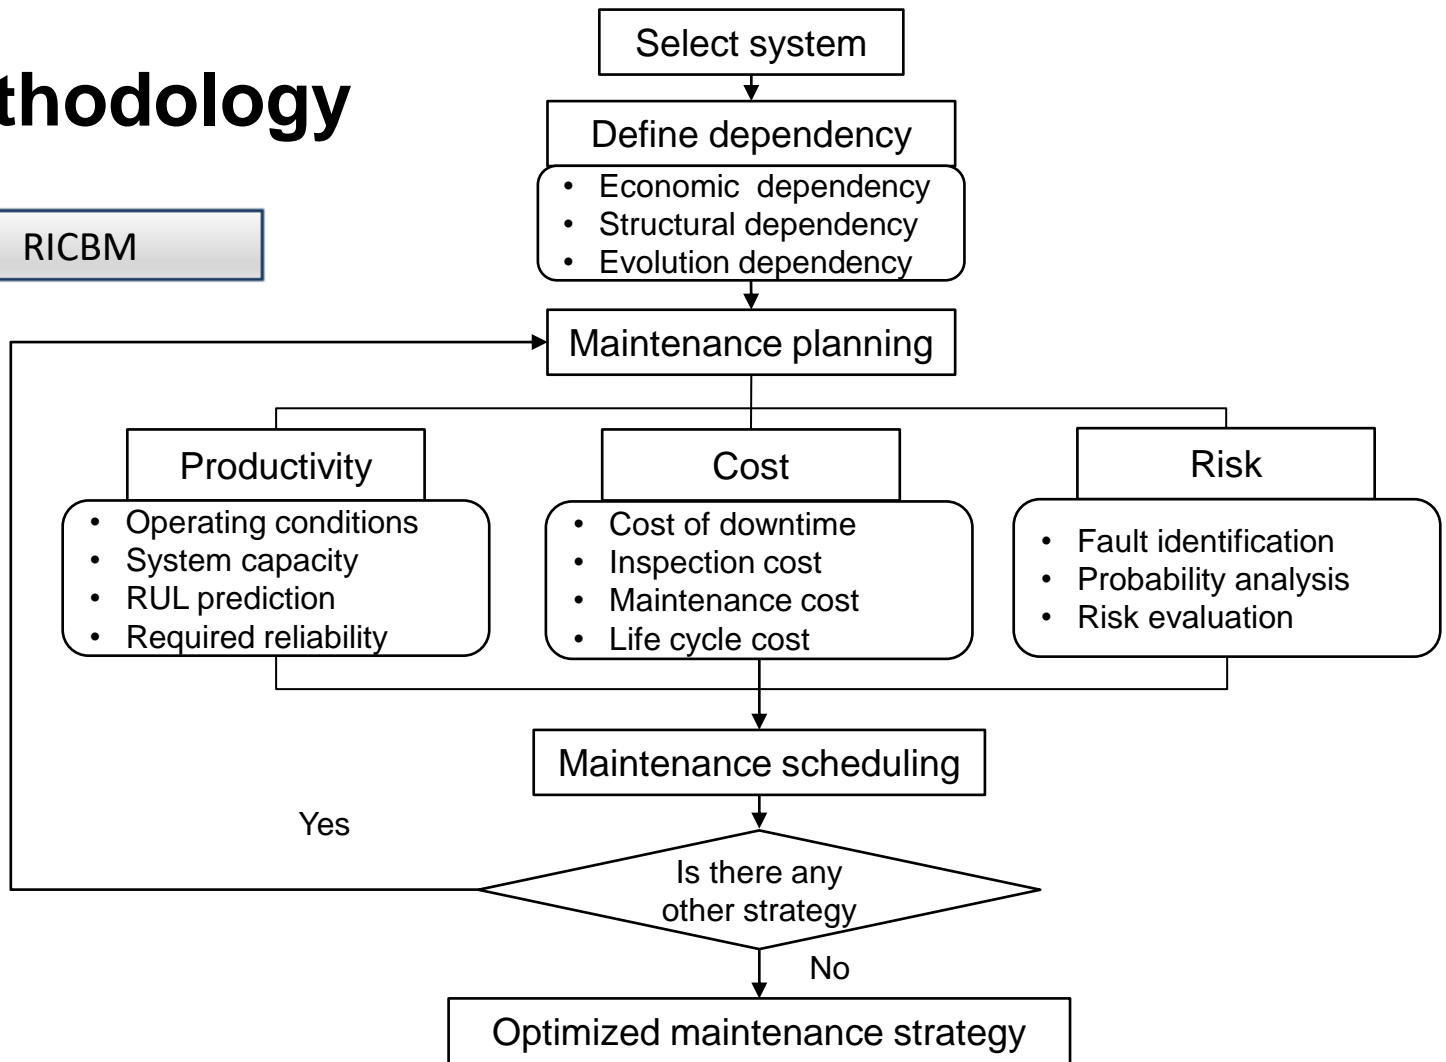 Select system
thodology
Define dependency
• Economic dependency
• Structural dependency
• Evolution dependency
RICBM
Maintenance planning
Productivity
• Operating conditions
• System capacity
• RUL prediction
• Required reliability
Cost
• Cost of downtime
• Inspection cost
• Maintenance cost
• Life cycle cost
Risk
• Fault identification
• Probability analysis
• Risk evaluation
Maintenance scheduling
Yes
Is there any
other strategy
No
Optimized maintenance strategy